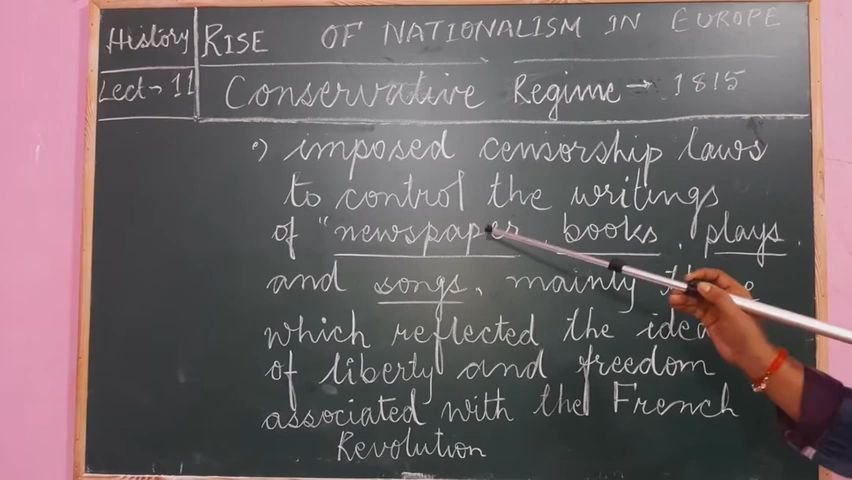 History RISE OF NATIONALISM IN EUROPE
Lect → 11 Conservative Regime → 1815
•) imposed censorship laws
to control the writings
of "newspaper, books, plays,
and songs, mainly
which reflected the
of liberty and freedom
associated with the French
Revolution